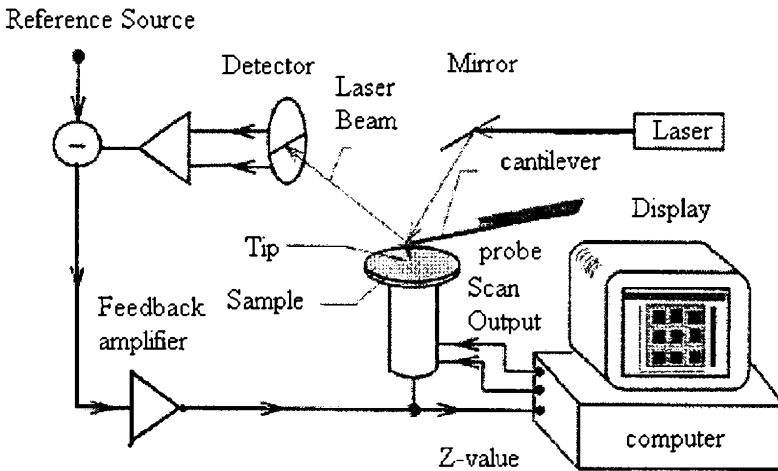 Reference Source
Detector
Laser
Beam
Mirror
Laser
cantilever
Display
Tip
probe
Sample
Scan
Output
Feedback
amplifier
computer
Z-value